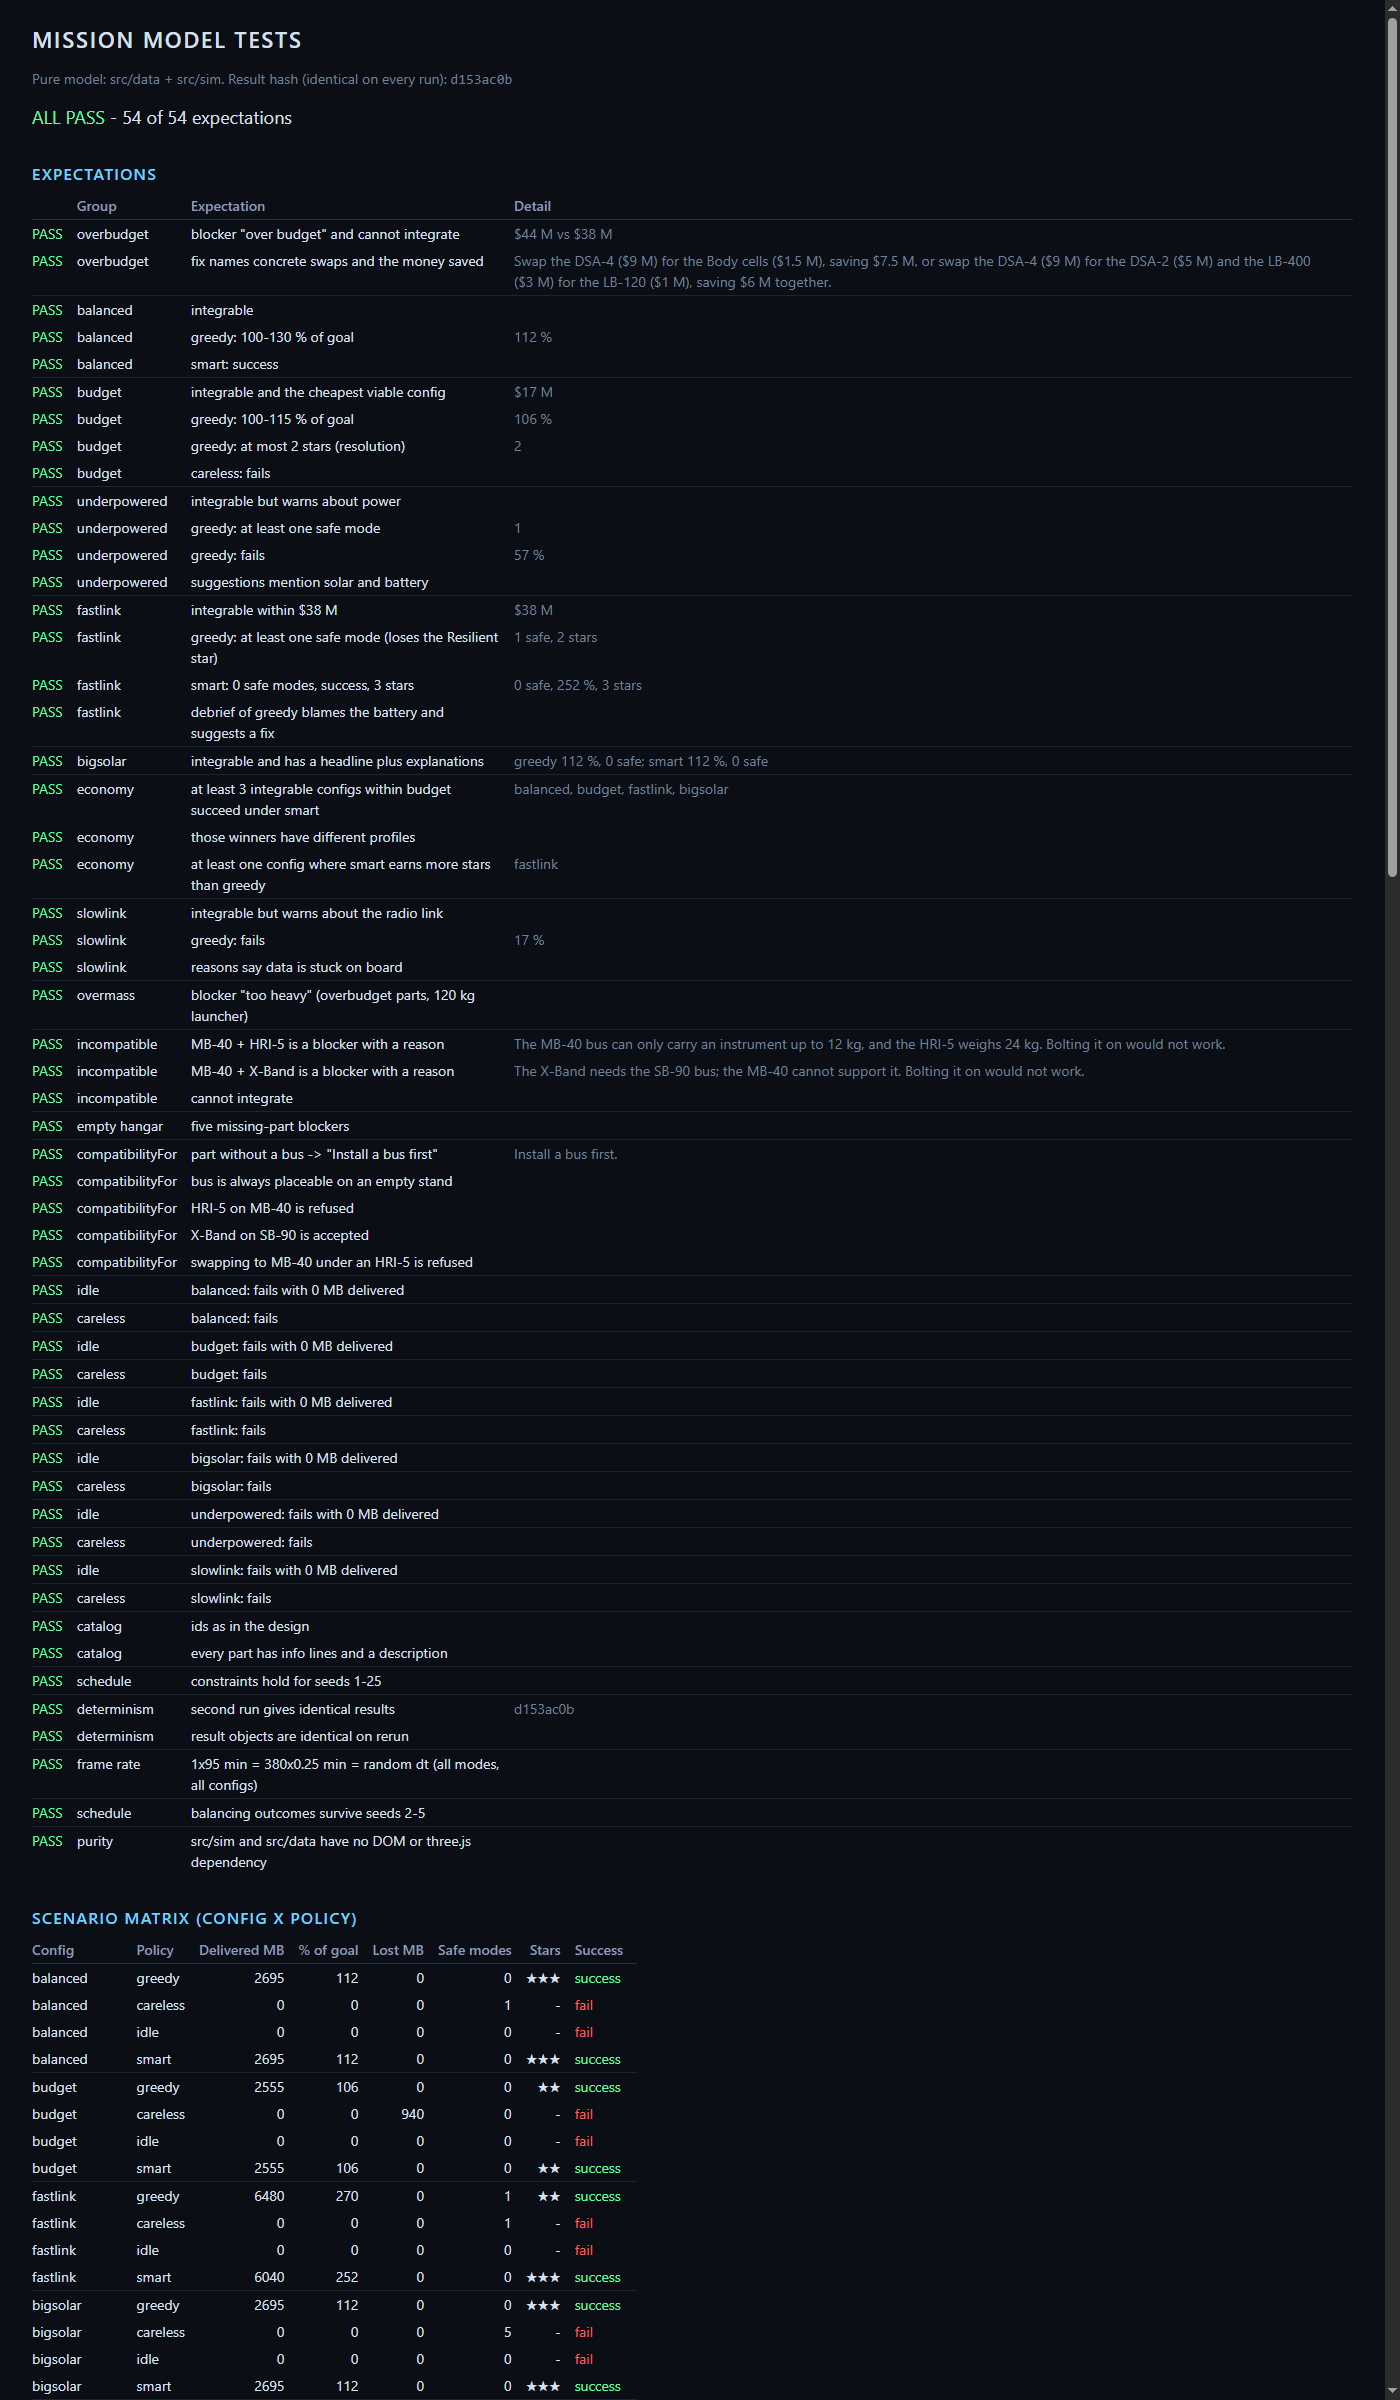 MISSION MODEL TESTS
Pure model: src/data + src/sim. Result hash (identical on every run): d153ac0b
ALL PASS - 54 of 54 expectations
EXPECTATIONS
Group Expectation Detail
PASS overbudget blocker "over budget" and cannot integrate $44 M vs $38 M
PASS overbudget fix names concrete swaps and the money saved Swap the DSA-4 ($9 M) for the Body cells ($1.5 M), saving $7.5 M, or swap the DSA-4 ($9 M) for the DSA-2 ($5 M) and the LB-400
($3 M) for the LB-120 ($1 M), saving $6 M together.
PASS balanced integrable
PASS balanced greedy: 100-130 % of goal 112 %
PASS balanced smart: success
PASS budget integrable and the cheapest viable config $17 M
PASS budget greedy: 100-115 % of goal 106 %
PASS budget greedy: at most 2 stars (resolution) 2
PASS budget careless: fails
PASS underpowered integrable but warns about power
PASS underpowered greedy: at least one safe mode 1
PASS underpowered greedy: fails 57 %
PASS underpowered suggestions mention solar and battery
PASS fastlink integrable within $38 M $38 M
PASS fastlink greedy: at least one safe mode (loses the Resilient 1 safe, 2 stars
star)
PASS fastlink smart: 0 safe modes, success, 3 stars 0 safe, 252 %, 3 stars
PASS fastlink debrief of greedy blames the battery and
suggests a fix
PASS bigsolar integrable and has a headline plus explanations greedy 112 %, 0 safe; smart 112 %, 0 safe
PASS economy at least 3 integrable configs within budget balanced, budget, fastlink, bigsolar
succeed under smart
PASS economy those winners have different profiles
PASS economy at least one config where smart earns more stars fastlink
than greedy
PASS slowlink integrable but warns about the radio link
PASS slowlink greedy: fails 17 %
PASS slowlink reasons say data is stuck on board
PASS overmass blocker "too heavy" (overbudget parts, 120 kg
launcher)
PASS incompatible MB-40 + HRI-5 is a blocker with a reason The MB-40 bus can only carry an instrument up to 12 kg, and the HRI-5 weighs 24 kg. Bolting it on would not work.
PASS incompatible MB-40 + X-Band is a blocker with a reason The X-Band needs the SB-90 bus; the MB-40 cannot support it. Bolting it on would not work.
PASS incompatible cannot integrate
PASS empty hangar five missing-part blockers
PASS compatibilityFor part without a bus -> "Install a bus first" Install a bus first.
PASS compatibilityFor bus is always placeable on an empty stand
PASS compatibilityFor HRI-5 on MB-40 is refused
PASS compatibilityFor X-Band on SB-90 is accepted
PASS compatibilityFor swapping to MB-40 under an HRI-5 is refused
PASS idle balanced: fails with 0 MB delivered
PASS careless balanced: fails
PASS idle budget: fails with 0 MB delivered
PASS careless budget: fails
PASS idle fastlink: fails with 0 MB delivered
PASS careless fastlink: fails
PASS idle bigsolar: fails with 0 MB delivered
PASS careless bigsolar: fails
PASS idle underpowered: fails with 0 MB delivered
PASS careless underpowered: fails
PASS idle slowlink: fails with 0 MB delivered
PASS careless slowlink: fails
PASS catalog ids as in the design
PASS catalog every part has info lines and a description
PASS schedule constraints hold for seeds 1-25
PASS determinism second run gives identical results d153ac0b
PASS determinism result objects are identical on rerun
PASS frame rate 1x95 min = 380x0.25 min = random dt (all modes,
all configs)
PASS schedule balancing outcomes survive seeds 2-5
PASS purity src/sim and src/data have no DOM or three.js
dependency
SCENARIO MATRIX (CONFIG X POLICY)
Config Policy Delivered MB % of goal Lost MB Safe modes Stars Success
balanced greedy 2695 112 0 0 ★★★ success
balanced careless 0 0 0 1 - fail
balanced idle 0 0 0 0 - fail
balanced smart 2695 112 0 0 ★★★ success
budget greedy 2555 106 0 0 ★★ success
budget careless 0 0 940 0 - fail
budget idle 0 0 0 0 - fail
budget smart 2555 106 0 0 ★★ success
fastlink greedy 6480 270 0 1 ★★ success
fastlink careless 0 0 0 1 - fail
fastlink idle 0 0 0 0 - fail
fastlink smart 6040 252 0 0 ★★★ success
bigsolar greedy 2695 112 0 0 ★★★ success
bigsolar careless 0 0 0 5 - fail
bigsolar idle 0 0 0 0 - fail
bigsolar smart 2695 112 0 0 ★★★ success